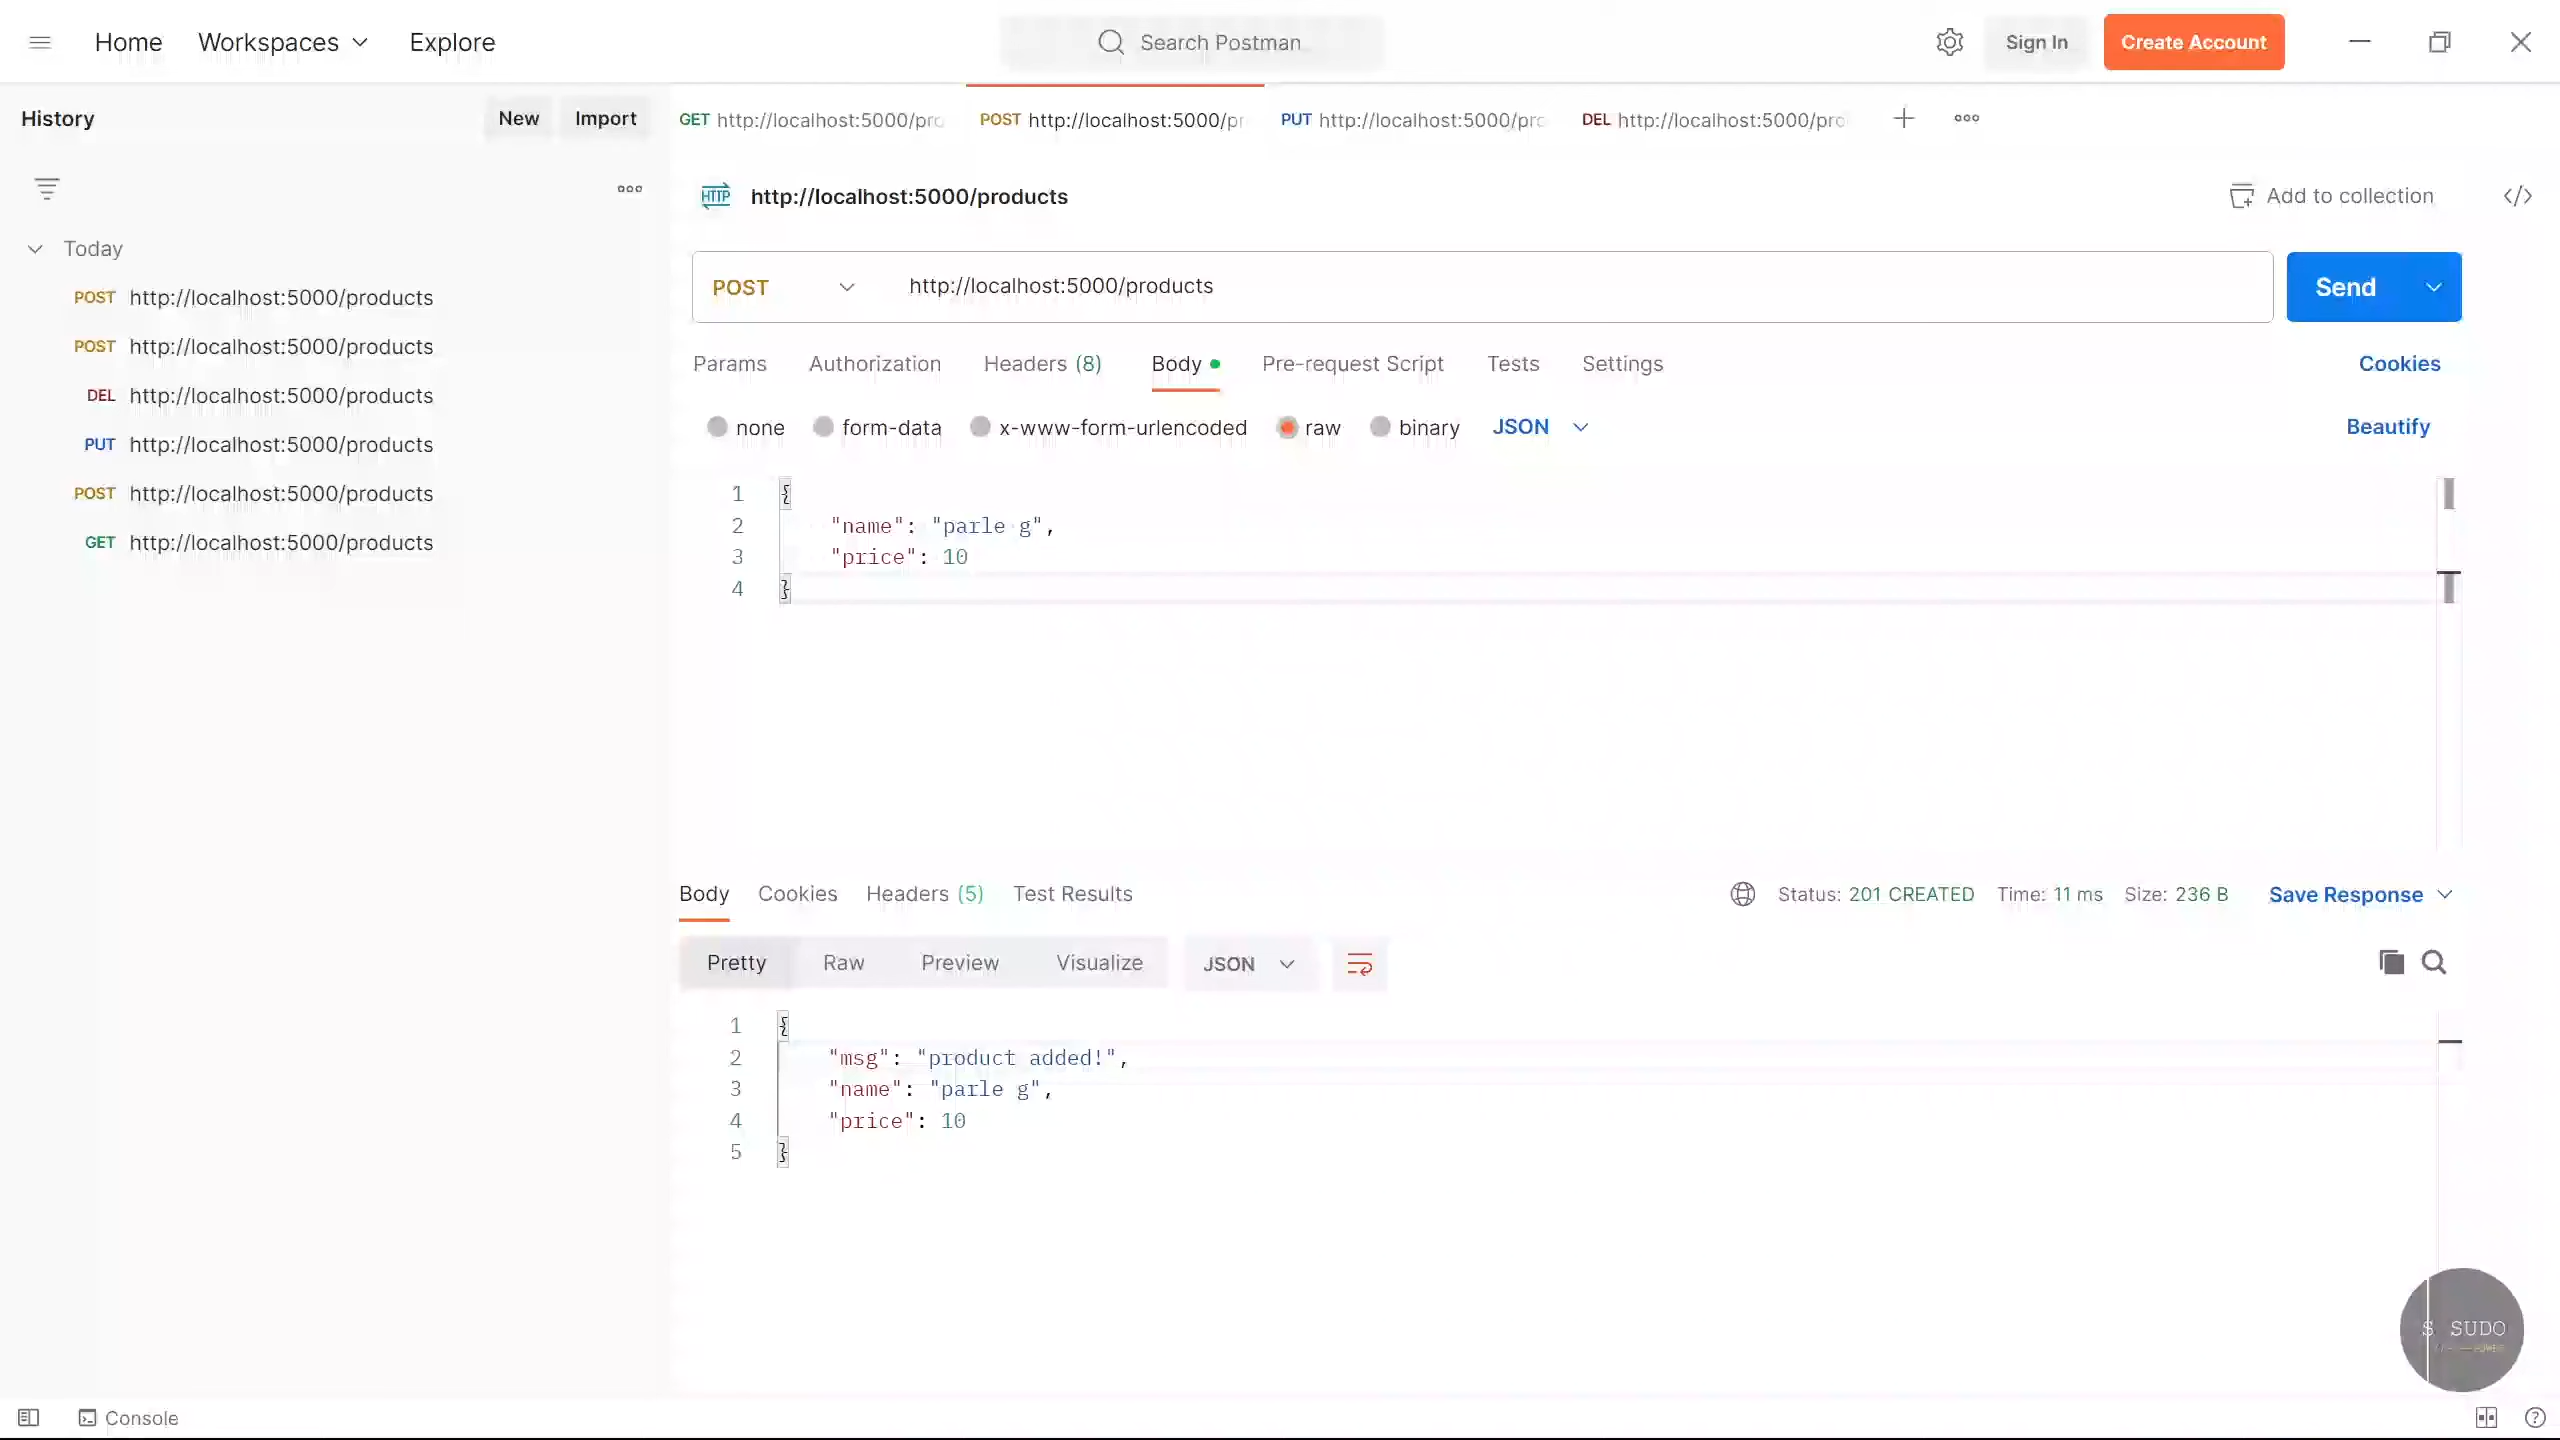 Home Workspaces Explore Search Postman Sign In Create Account
History New Import
GET http://localhost:5000/pro POST http://localhost:5000/pr PUT http://localhost:5000/pro DEL http://localhost:5000/pro
HTTP http://localhost:5000/products Add to collection </>
Today
POST http://localhost:5000/products
POST http://localhost:5000/products
DEL http://localhost:5000/products
PUT http://localhost:5000/products
POST http://localhost:5000/products
GET http://localhost:5000/products
POST http://localhost:5000/products Send
Params Authorization Headers (8) Body Pre-request Script Tests Settings Cookies
none form-data x-www-form-urlencoded raw binary JSON Beautify
1 {
2 "name": "parle g",
3 "price": 10
4 }
Body Cookies Headers (5) Test Results Status: 201 CREATED Time: 11 ms Size: 236 B Save Response
Pretty Raw Preview Visualize JSON
1 {
2 "msg": "product added!",
3 "name": "parle g",
4 "price": 10
5 }
S SUDO
Console